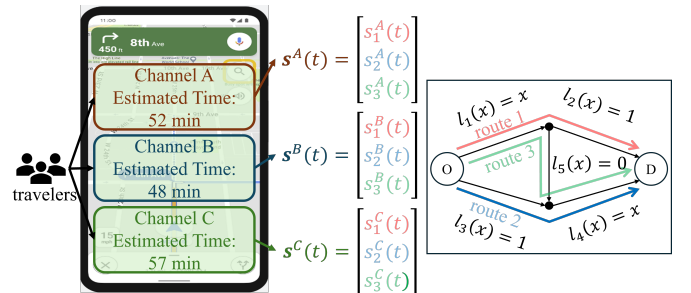 11:00
450 ft
8th Ave
Channel A
Estimated Time:
52 min
Channel B
Estimated Time:
48 min
Channel C
Estimated Time:
57 min
15
travelers
𝒔^A(t) = [s_1^A(t) s_2^A(t) s_3^A(t)]
𝒔^B(t) = [s_1^B(t) s_2^B(t) s_3^B(t)]
𝒔^C(t) = [s_1^C(t) s_2^C(t) s_3^C(t)]
l_1(x) = x
l_2(x) = 1
route 1
route 3
l_5(x) = 0
O
D
route 2
l_3(x) = 1
l_4(x) = x